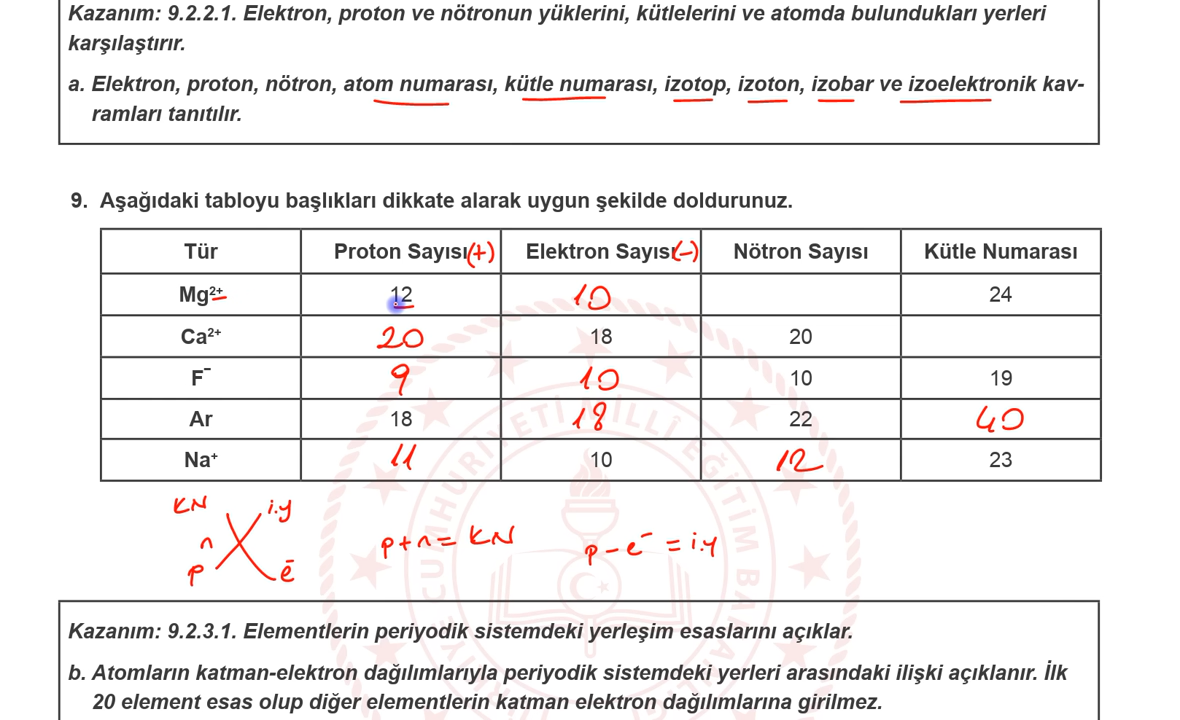 Kazanım: 9.2.2.1. Elektron, proton ve nötronun yüklerini, kütlelerini ve atomda bulundukları yerleri
karşılaştırır.
a. Elektron, proton, nötron, atom numarası, kütle numarası, izotop, izoton, izobar ve izoelektronik kav-
ramları tanıtılır.
9. Aşağıdaki tabloyu başlıkları dikkate alarak uygun şekilde doldurunuz.
Tür Proton Sayısı(+) Elektron Sayısı(-) Nötron Sayısı Kütle Numarası
Mg²⁺ 12 10 24
Ca²⁺ 20 18 20
F⁻ 9 10 10 19
Ar 18 18 22 40
Na⁺ 11 10 12 23
KN i.y
n p+n=KN p-e⁻=i.y
p ē
Kazanım: 9.2.3.1. Elementlerin periyodik sistemdeki yerleşim esaslarını açıklar.
b. Atomların katman-elektron dağılımlarıyla periyodik sistemdeki yerleri arasındaki ilişki açıklanır. İlk
20 element esas olup diğer elementlerin katman elektron dağılımlarına girilmez.